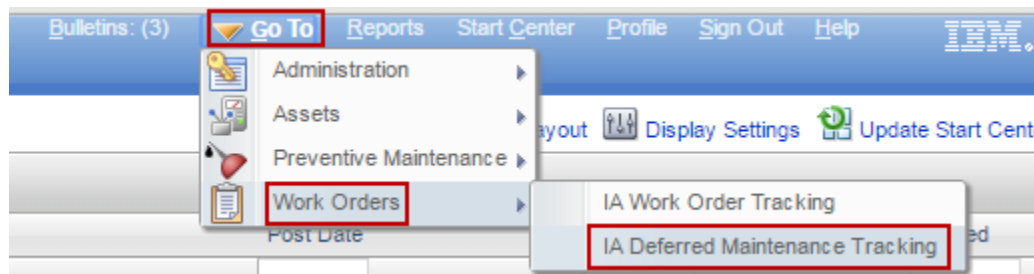 Bulletins: (3) Go To Reports Start Center Profile Sign Out Help IBM.
Administration
Assets
ayout Display Settings Update Start Cent
Preventive Maintenance
Work Orders IA Work Order Tracking
Post Date
IA Deferred Maintenance Tracking ed